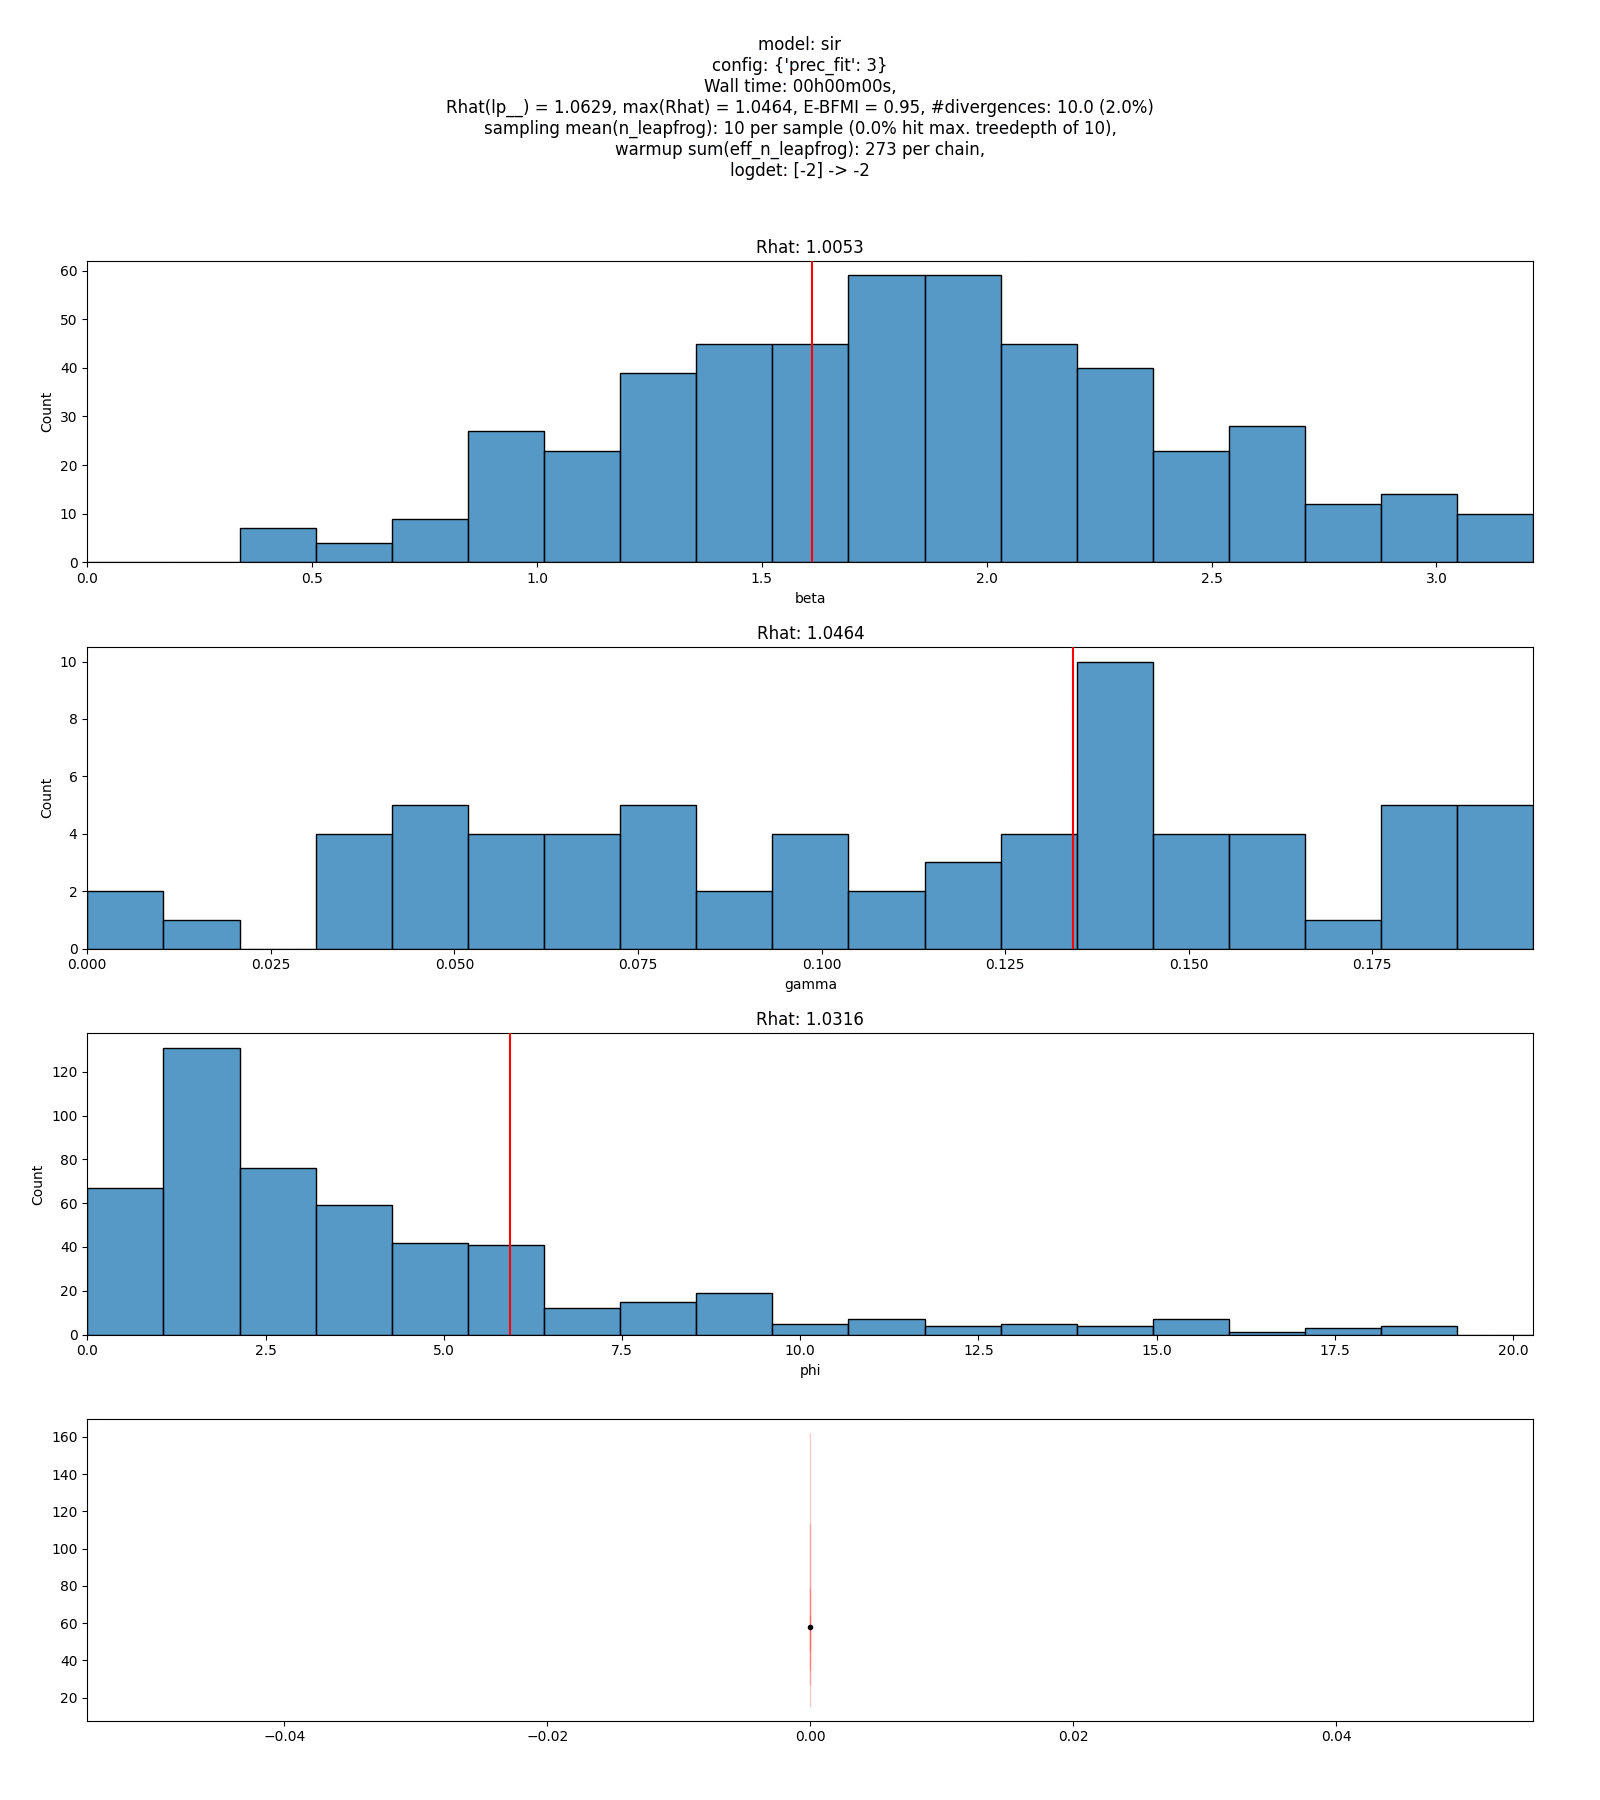 model: sir
config: {'prec_fit': 3}
Wall time: 00h00m00s,
Rhat(lp__) = 1.0629, max(Rhat) = 1.0464, E-BFMI = 0.95, #divergences: 10.0 (2.0%)
sampling mean(n_leapfrog): 10 per sample (0.0% hit max. treedepth of 10),
warmup sum(eff_n_leapfrog): 273 per chain,
logdet: [-2] -> -2
Rhat: 1.0053
60
50
40
30
20
10
0
Count
0.0 0.5 1.0 1.5 2.0 2.5 3.0
beta
Rhat: 1.0464
10
8
6
4
2
0
Count
0.000 0.025 0.050 0.075 0.100 0.125 0.150 0.175
gamma
Rhat: 1.0316
120
100
80
60
40
20
0
Count
0.0 2.5 5.0 7.5 10.0 12.5 15.0 17.5 20.0
phi
160
140
120
100
80
60
40
20
−0.04 −0.02 0.00 0.02 0.04